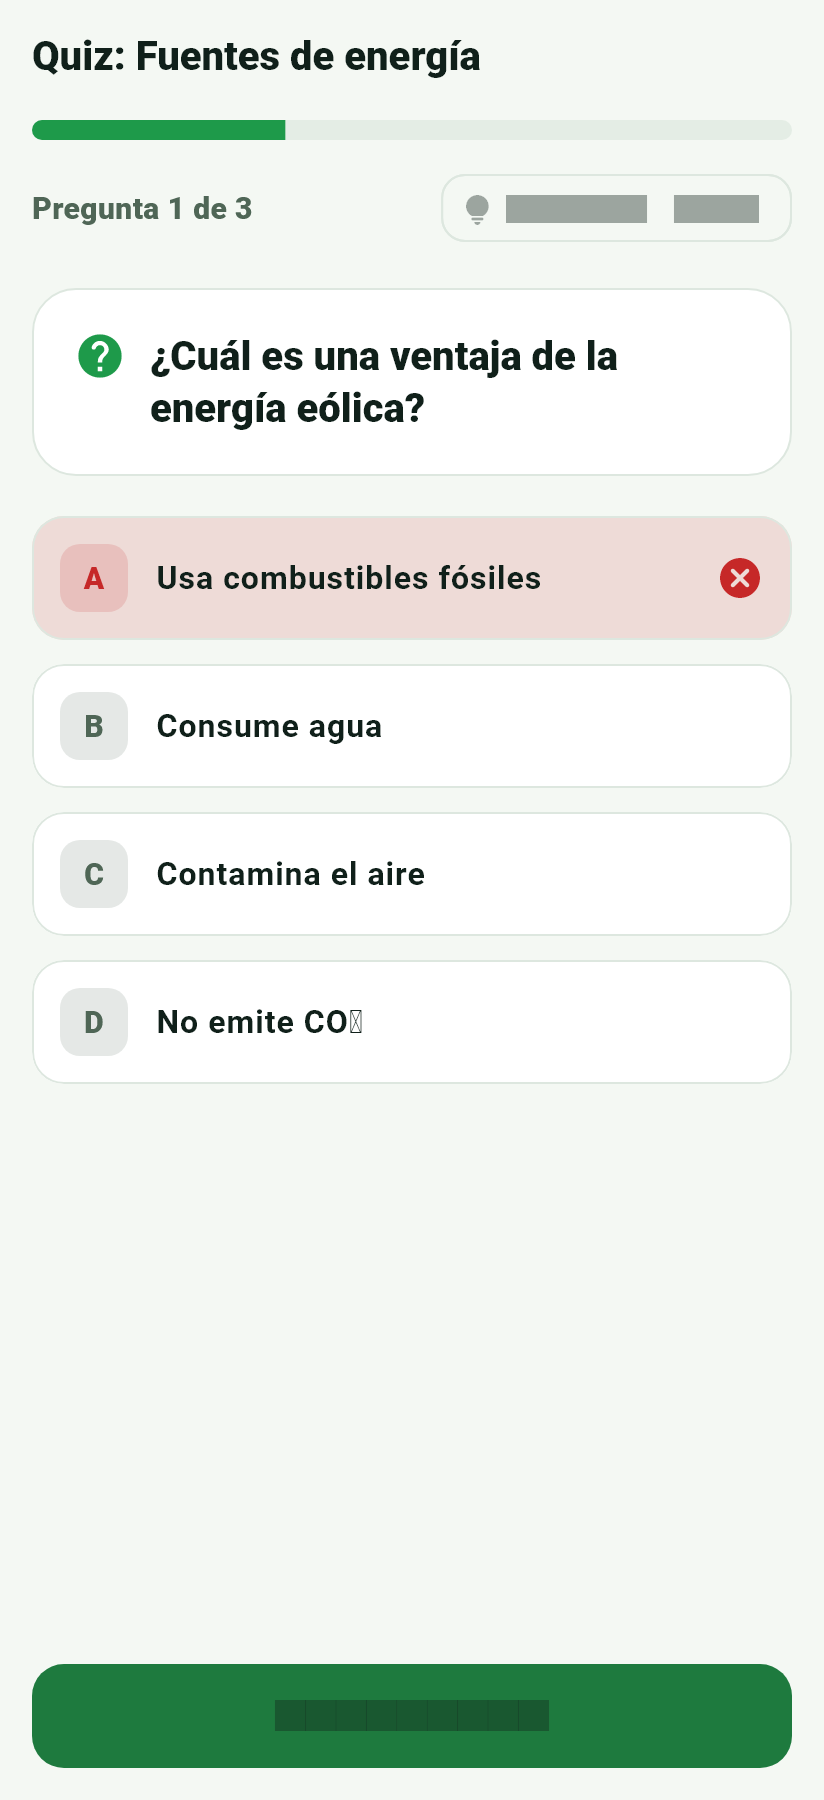 Quiz: Fuentes de energía
Pregunta 1 de 3
¿Cuál es una ventaja de la
energía eólica?
A Usa combustibles fósiles
B Consume agua
C Contamina el aire
D No emite CO